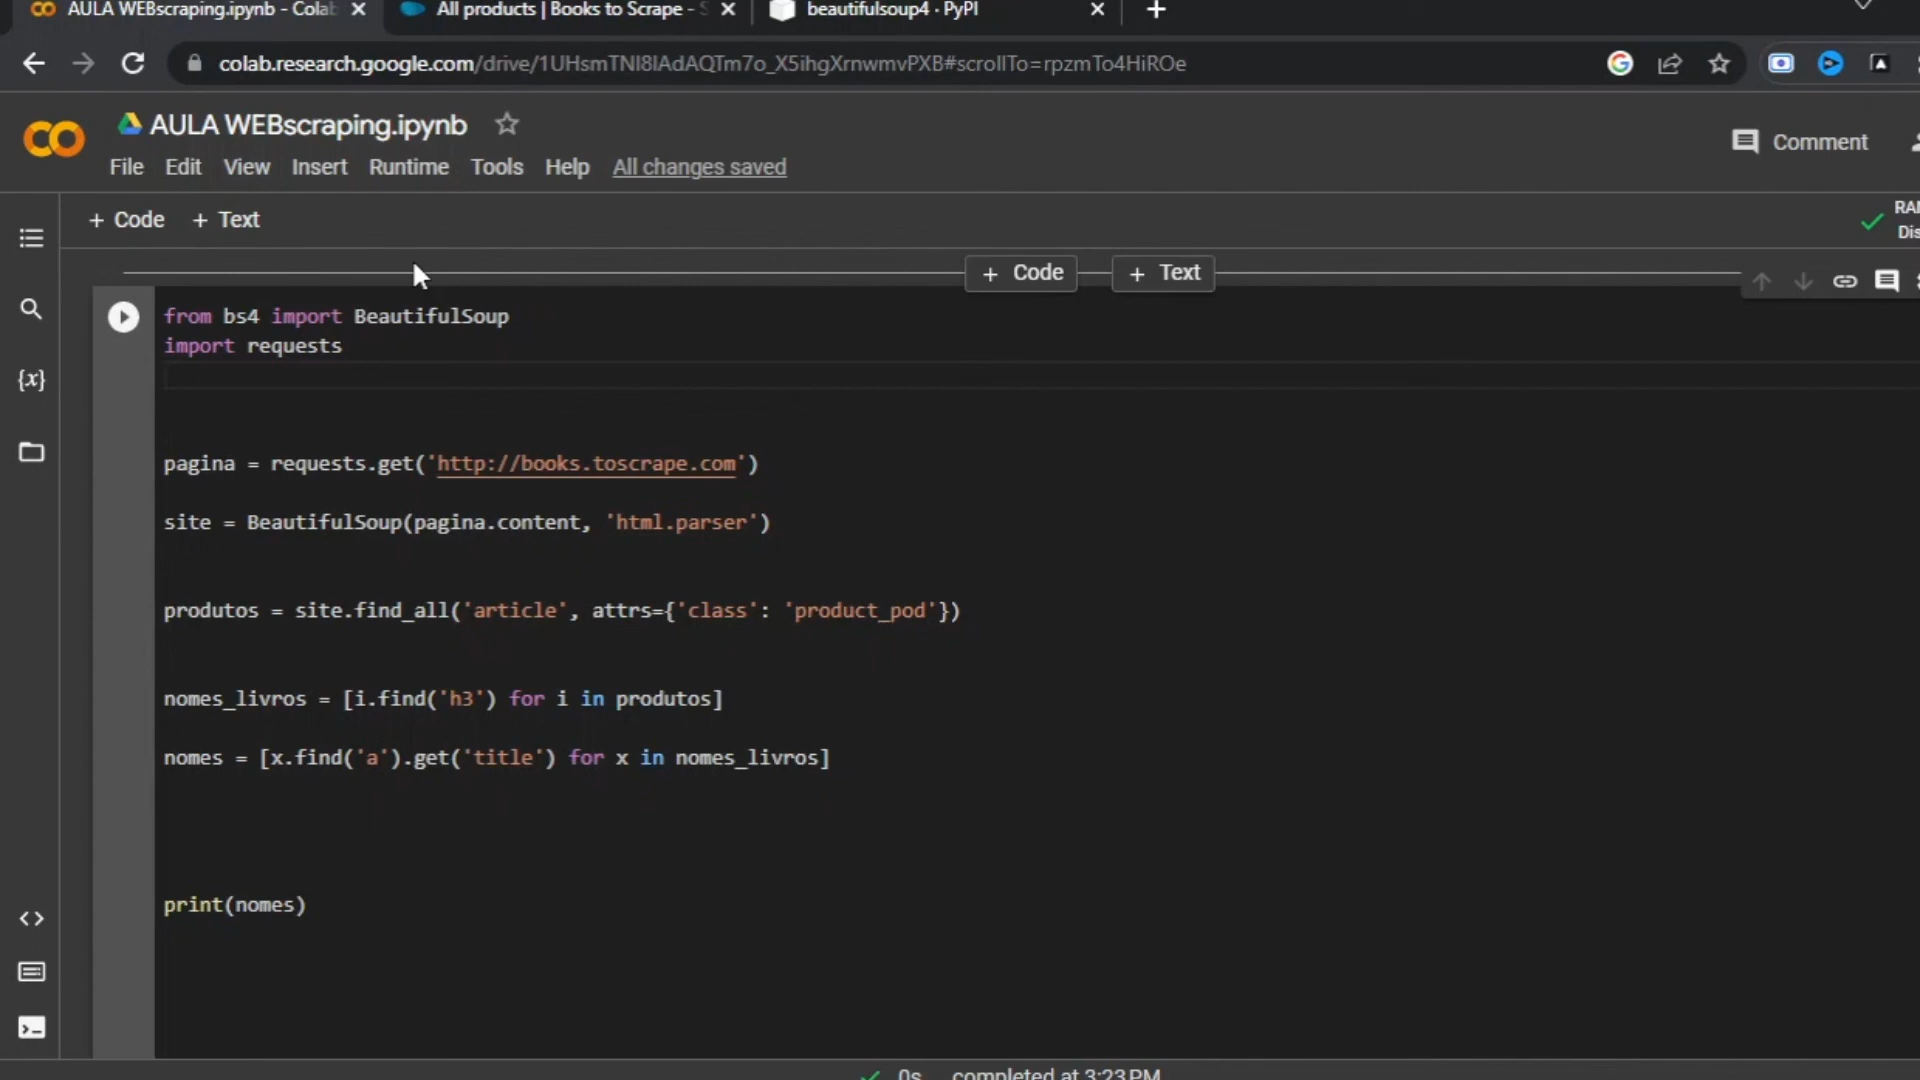 AULA WEBscraping.ipynb - Colab
All products | Books to Scrape - S
beautifulsoup4 · PyPI
colab.research.google.com/drive/1UHsmTNI8IAdAQTm7o_X5ihgXrnwmvPXB#scrollTo=rpzmTo4HiROe
AULA WEBscraping.ipynb
Comment
File Edit View Insert Runtime Tools Help All changes saved
+ Code + Text
RAM
Dis
+ Code + Text
from bs4 import BeautifulSoup
import requests
pagina = requests.get('http://books.toscrape.com')
site = BeautifulSoup(pagina.content, 'html.parser')
produtos = site.find_all('article', attrs={'class': 'product_pod'})
nomes_livros = [i.find('h3') for i in produtos]
nomes = [x.find('a').get('title') for x in nomes_livros]
print(nomes)
0s completed at 3:23 PM